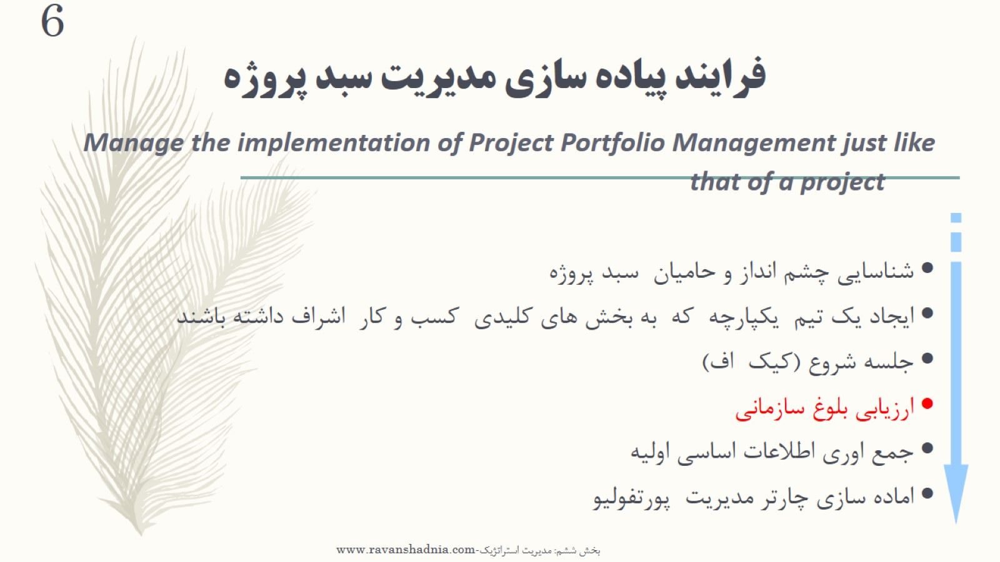 6
فرایند پیاده سازی مدیریت سبد پروژه
Manage the implementation of Project Portfolio Management just like
that of a project
• شناسایی چشم انداز و حامیان سبد پروژه
• ایجاد یک تیم یکپارچه که به بخش های کلیدی کسب و کار اشراف داشته باشند
• جلسه شروع (کیک اف)
• ارزیابی بلوغ سازمانی
• جمع اوری اطلاعات اساسی اولیه
• اماده سازی چارتر مدیریت پورتفولیو
بخش ششم: مدیریت استراتژیک-www.ravanshadnia.com